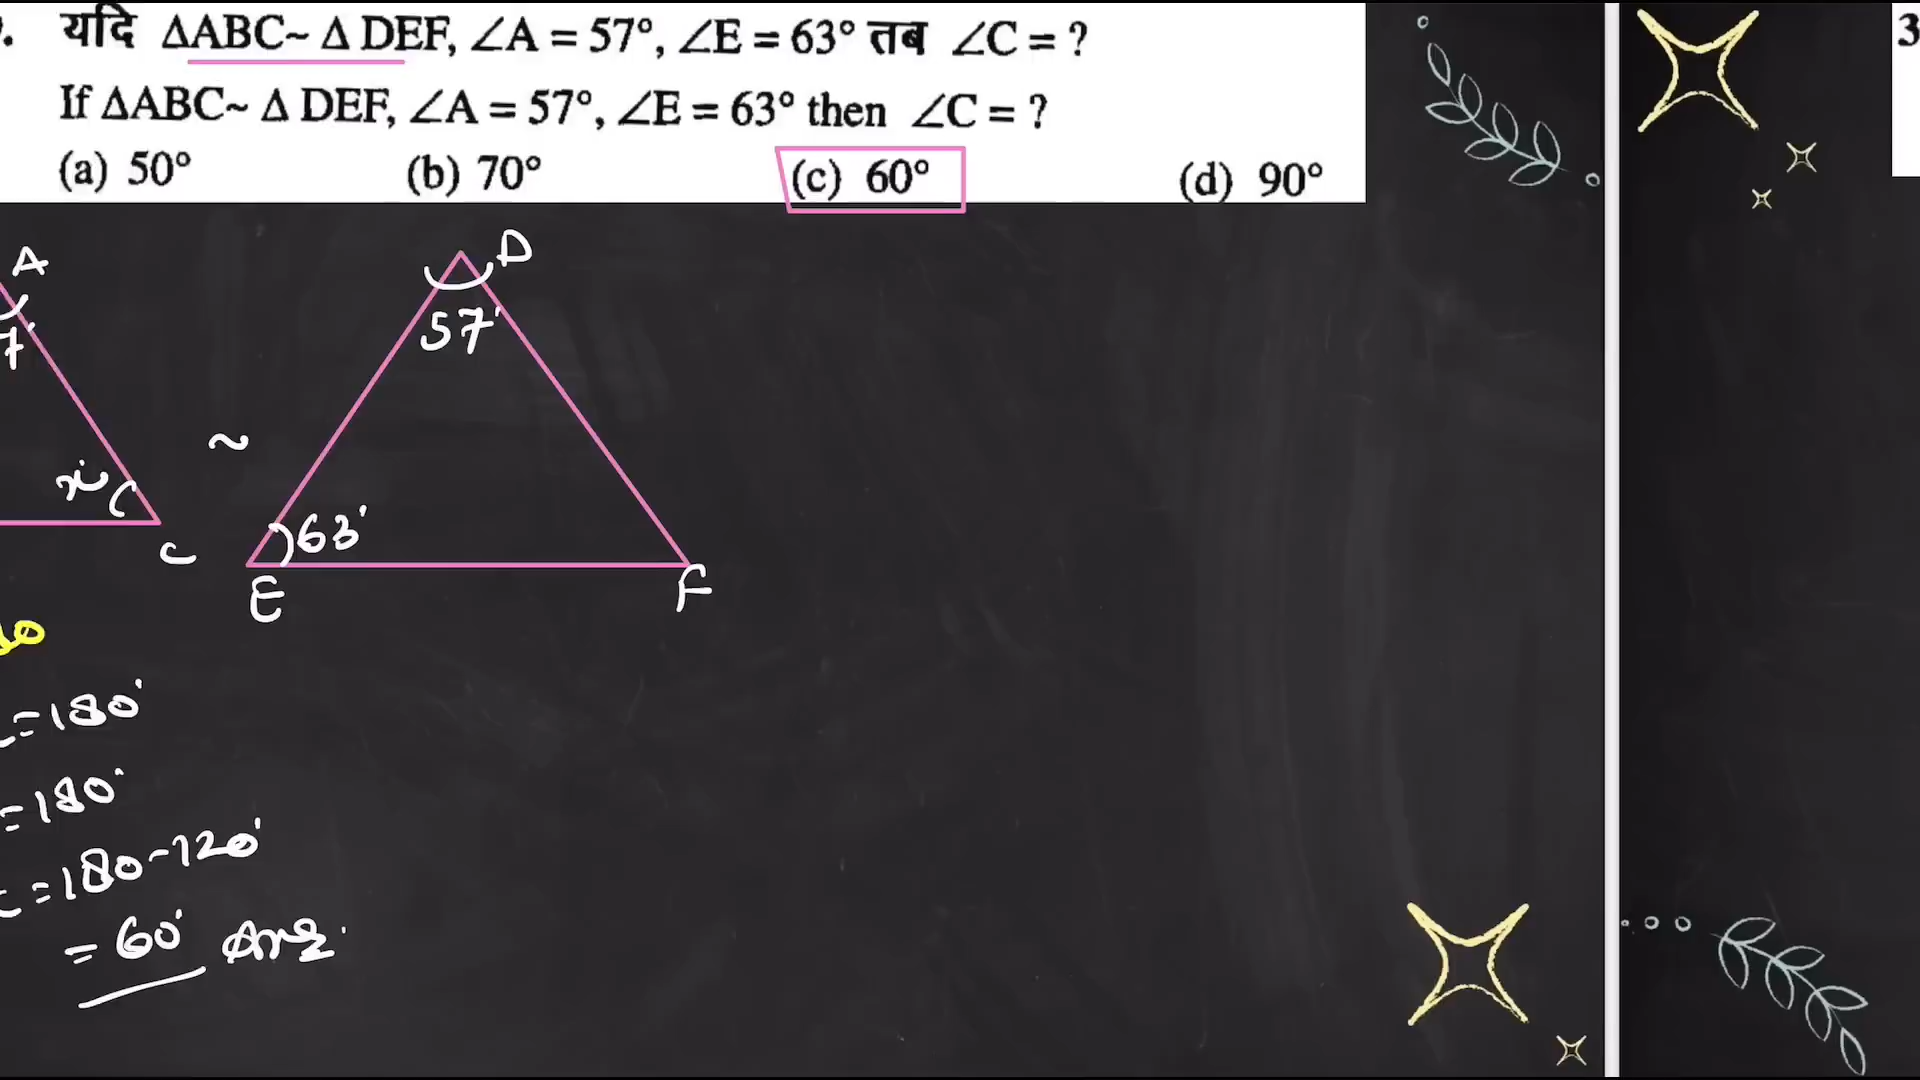 यदि ΔABC~ Δ DEF, ∠A = 57°, ∠E = 63° तब ∠C = ?
If ΔABC~ Δ DEF, ∠A = 57°, ∠E = 63° then ∠C = ?
(a) 50° (b) 70° (c) 60° (d) 90°
A
D
7°
57°
~
x°
63°
C
E
F
=180°
=180°
=180-120°
=60° Ans.
3